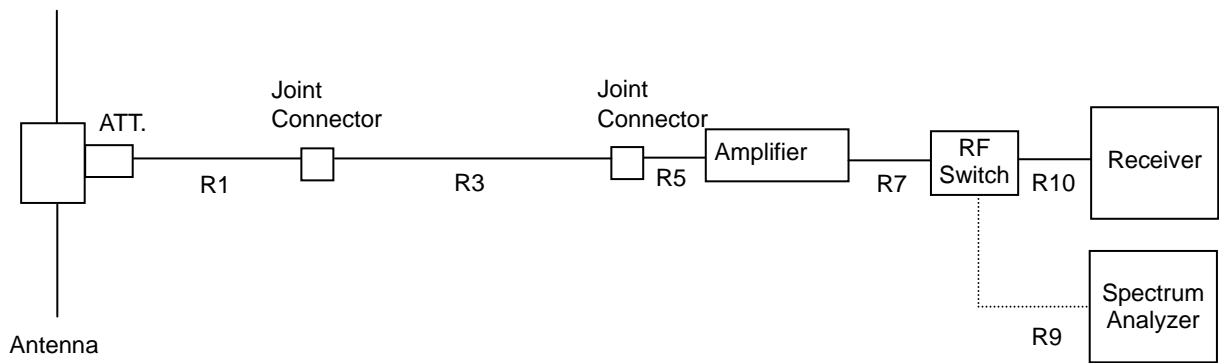 ATT.
Joint
Connector
Joint
Connector
Amplifier
RF
Switch
Receiver
R1
R3
R5
R7
R10
Spectrum
Analyzer
R9
Antenna